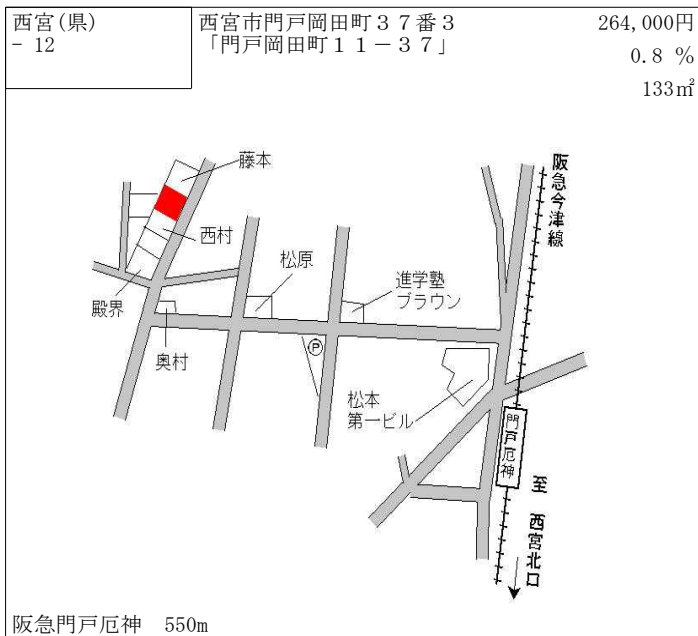 西宮(県)
- 12
西宮市門戸岡田町３７番３
「門戸岡田町１１－３７」
264,000円
0.8 %
133㎡
藤本
西村
殿界
奥村
松原
進学塾
ブラウン
Ⓟ
松本
第一ビル
阪急今津線
門戸厄神
至 西宮北口
阪急門戸厄神 550m